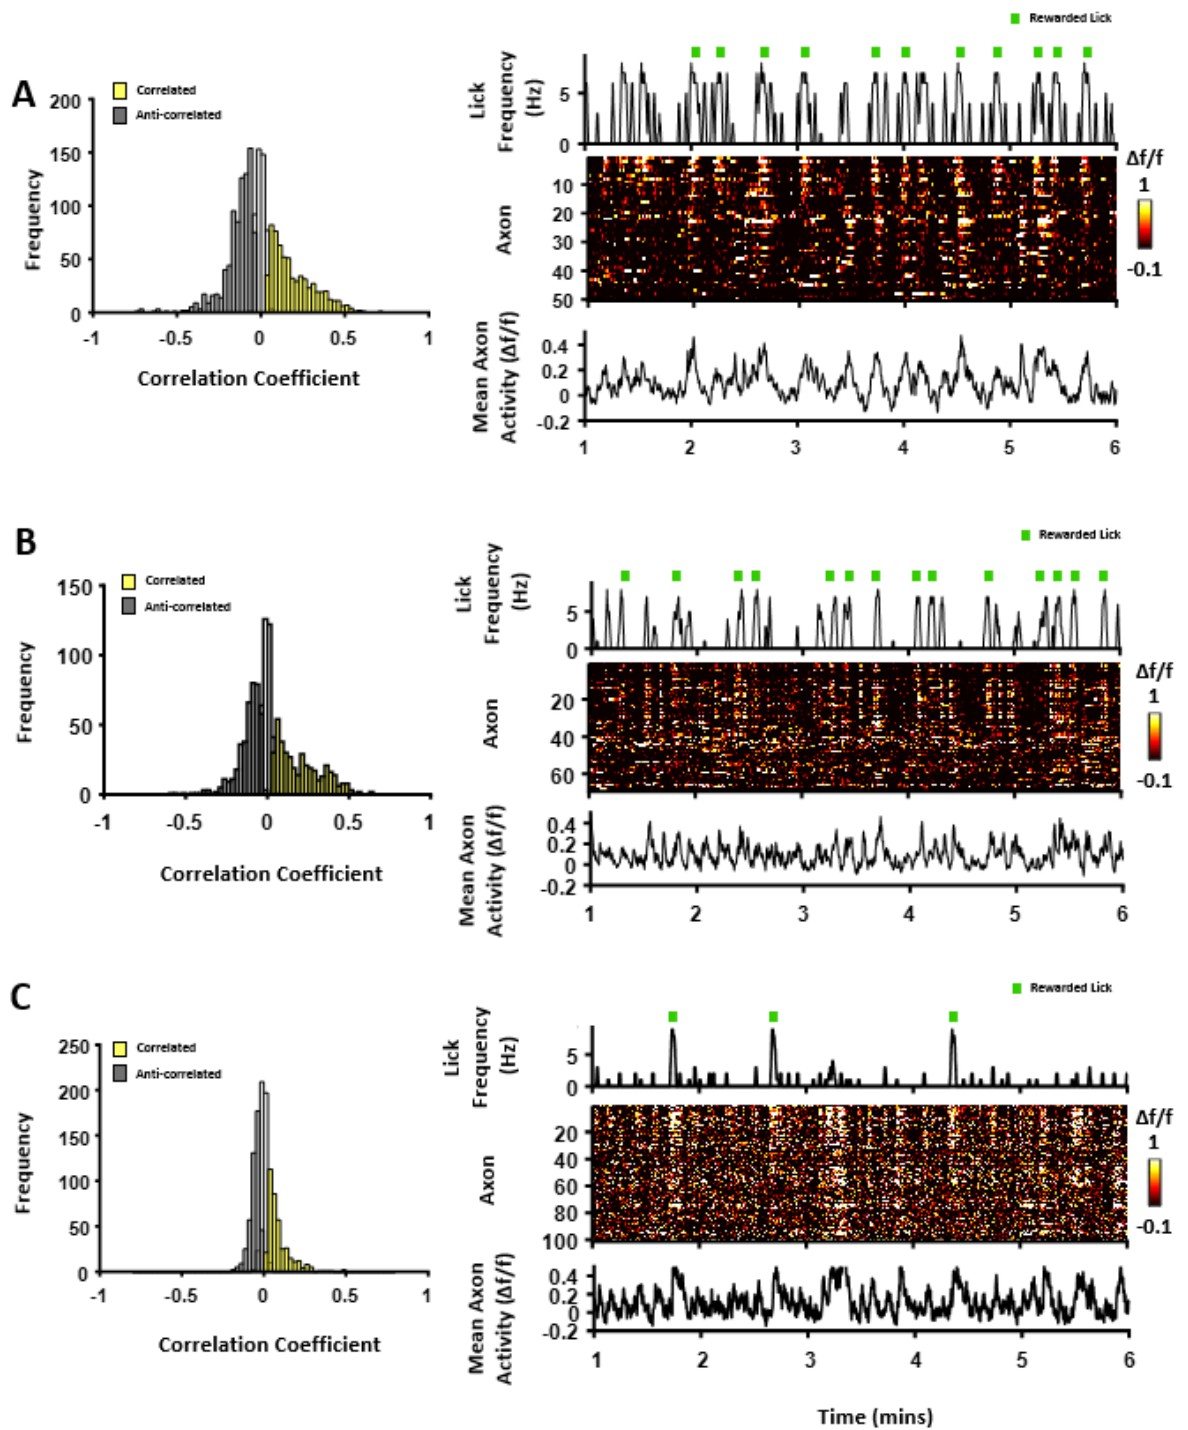 Rewarded Lick
A
Correlated
Anti-correlated
200
150
100
50
0
Frequency
-1
-0.5
0
0.5
1
Correlation Coefficient
Lick
Frequency
(Hz)
5
0
Axon
10
20
30
40
50
Δf/f
1
-0.1
Mean Axon
Activity (Δf/f)
0.4
0.2
0
-0.2
1
2
3
4
5
6
B
Rewarded Lick
Correlated
Anti-correlated
150
100
50
0
Frequency
-1
-0.5
0
0.5
1
Correlation Coefficient
Lick
Frequency
(Hz)
5
0
Axon
20
40
60
Δf/f
1
-0.1
Mean Axon
Activity (Δf/f)
0.4
0.2
0
-0.2
1
2
3
4
5
6
C
Rewarded Lick
Correlated
Anti-correlated
250
200
150
100
50
0
Frequency
-1
-0.5
0
0.5
1
Correlation Coefficient
Lick
Frequency
(Hz)
5
0
Axon
20
40
60
80
100
Δf/f
1
-0.1
Mean Axon
Activity (Δf/f)
0.4
0.2
0
-0.2
1
2
3
4
5
6
Time (mins)